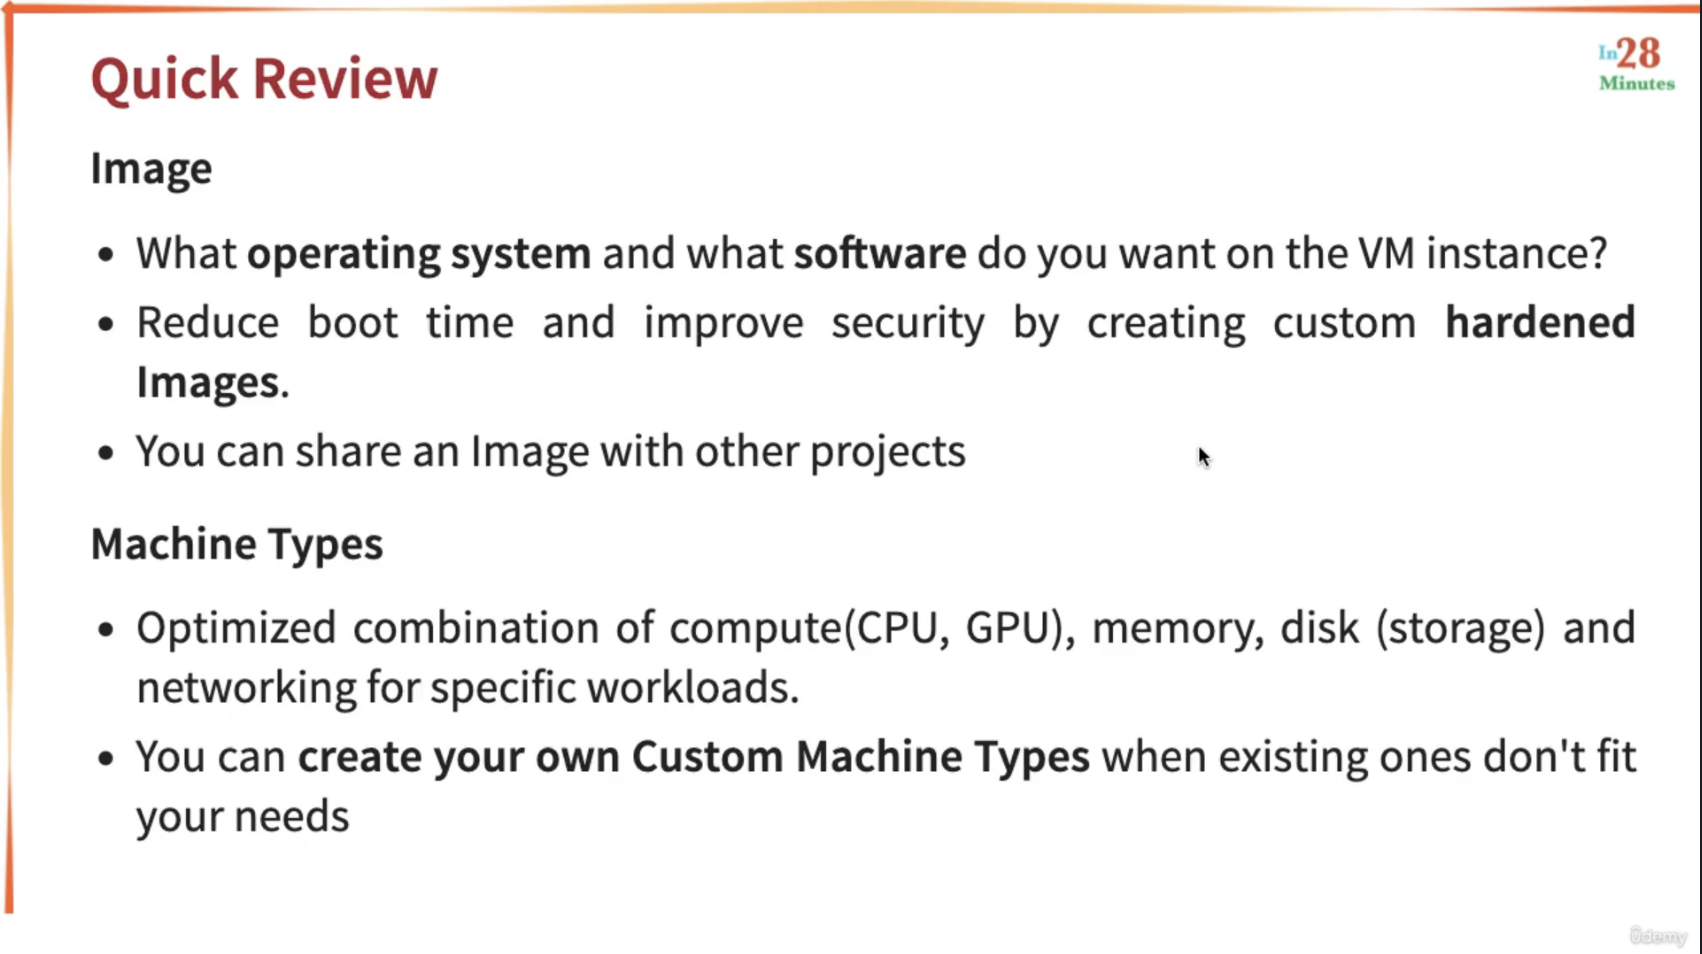 Quick Review
In28
Minutes
Image
• What operating system and what software do you want on the VM instance?
• Reduce boot time and improve security by creating custom hardened
Images.
• You can share an Image with other projects
Machine Types
• Optimized combination of compute(CPU, GPU), memory, disk (storage) and
networking for specific workloads.
• You can create your own Custom Machine Types when existing ones don't fit
your needs
ûdemy